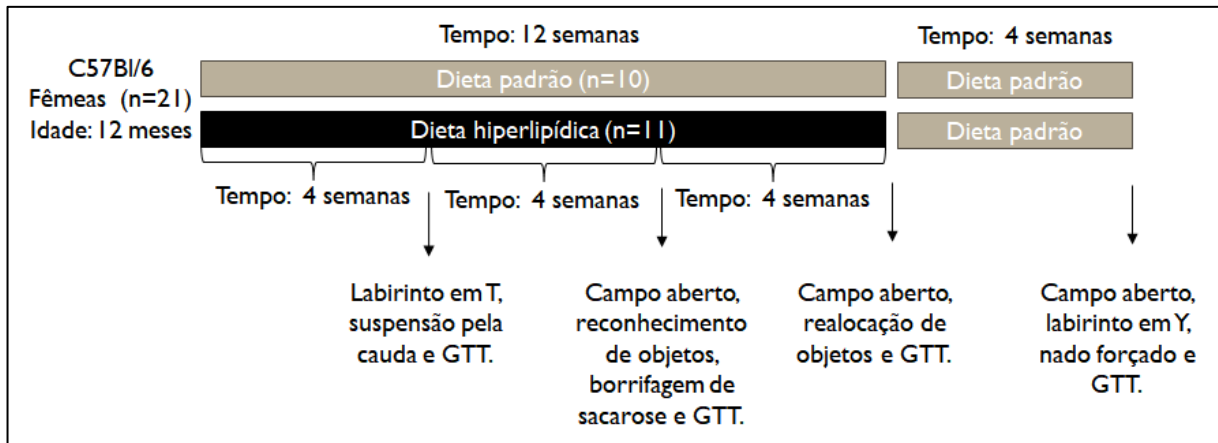 Tempo: 12 semanas
Tempo: 4 semanas
C57Bl/6
Fêmeas (n=21)
Idade: 12 meses
Dieta padrão (n=10)
Dieta padrão
Dieta hiperlipídica (n=11)
Dieta padrão
Tempo: 4 semanas
Tempo: 4 semanas
Tempo: 4 semanas
Labirinto em T,
suspensão pela
cauda e GTT.
Campo aberto,
reconhecimento
de objetos,
borrifagem de
sacarose e GTT.
Campo aberto,
realocação de
objetos e GTT.
Campo aberto,
labirinto em Y,
nado forçado e
GTT.